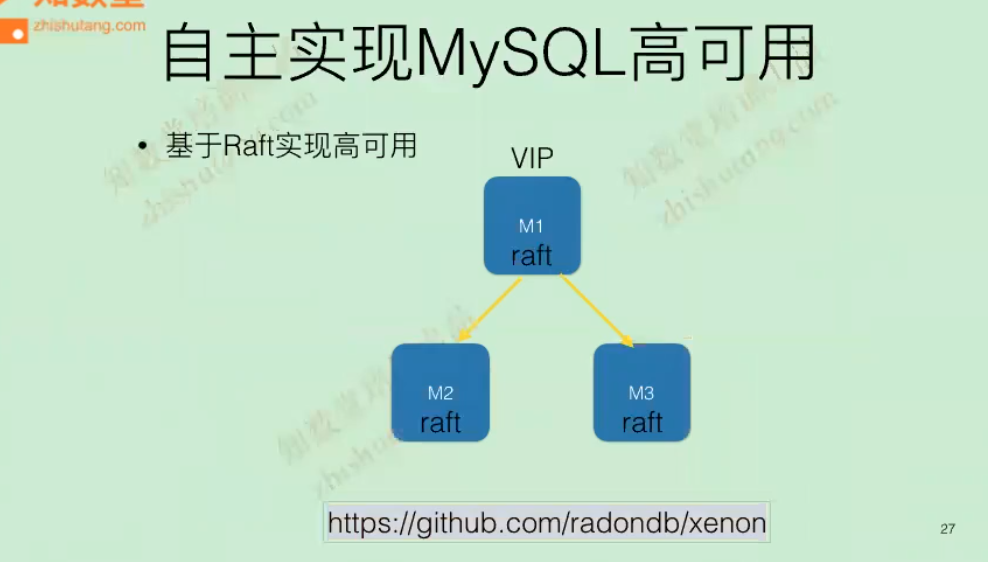 zhishutang.com
自主实现MySQL高可用
• 基于Raft实现高可用
VIP
M1
raft
M2
raft
M3
raft
https://github.com/radondb/xenon
27